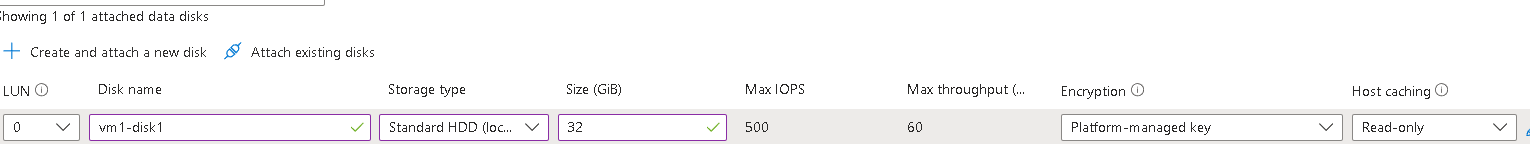 Showing 1 of 1 attached data disks
Create and attach a new disk Attach existing disks
LUN Disk name Storage type Size (GiB) Max IOPS Max throughput (... Encryption Host caching
0 vm1-disk1 Standard HDD (loc... 32 500 60 Platform-managed key Read-only